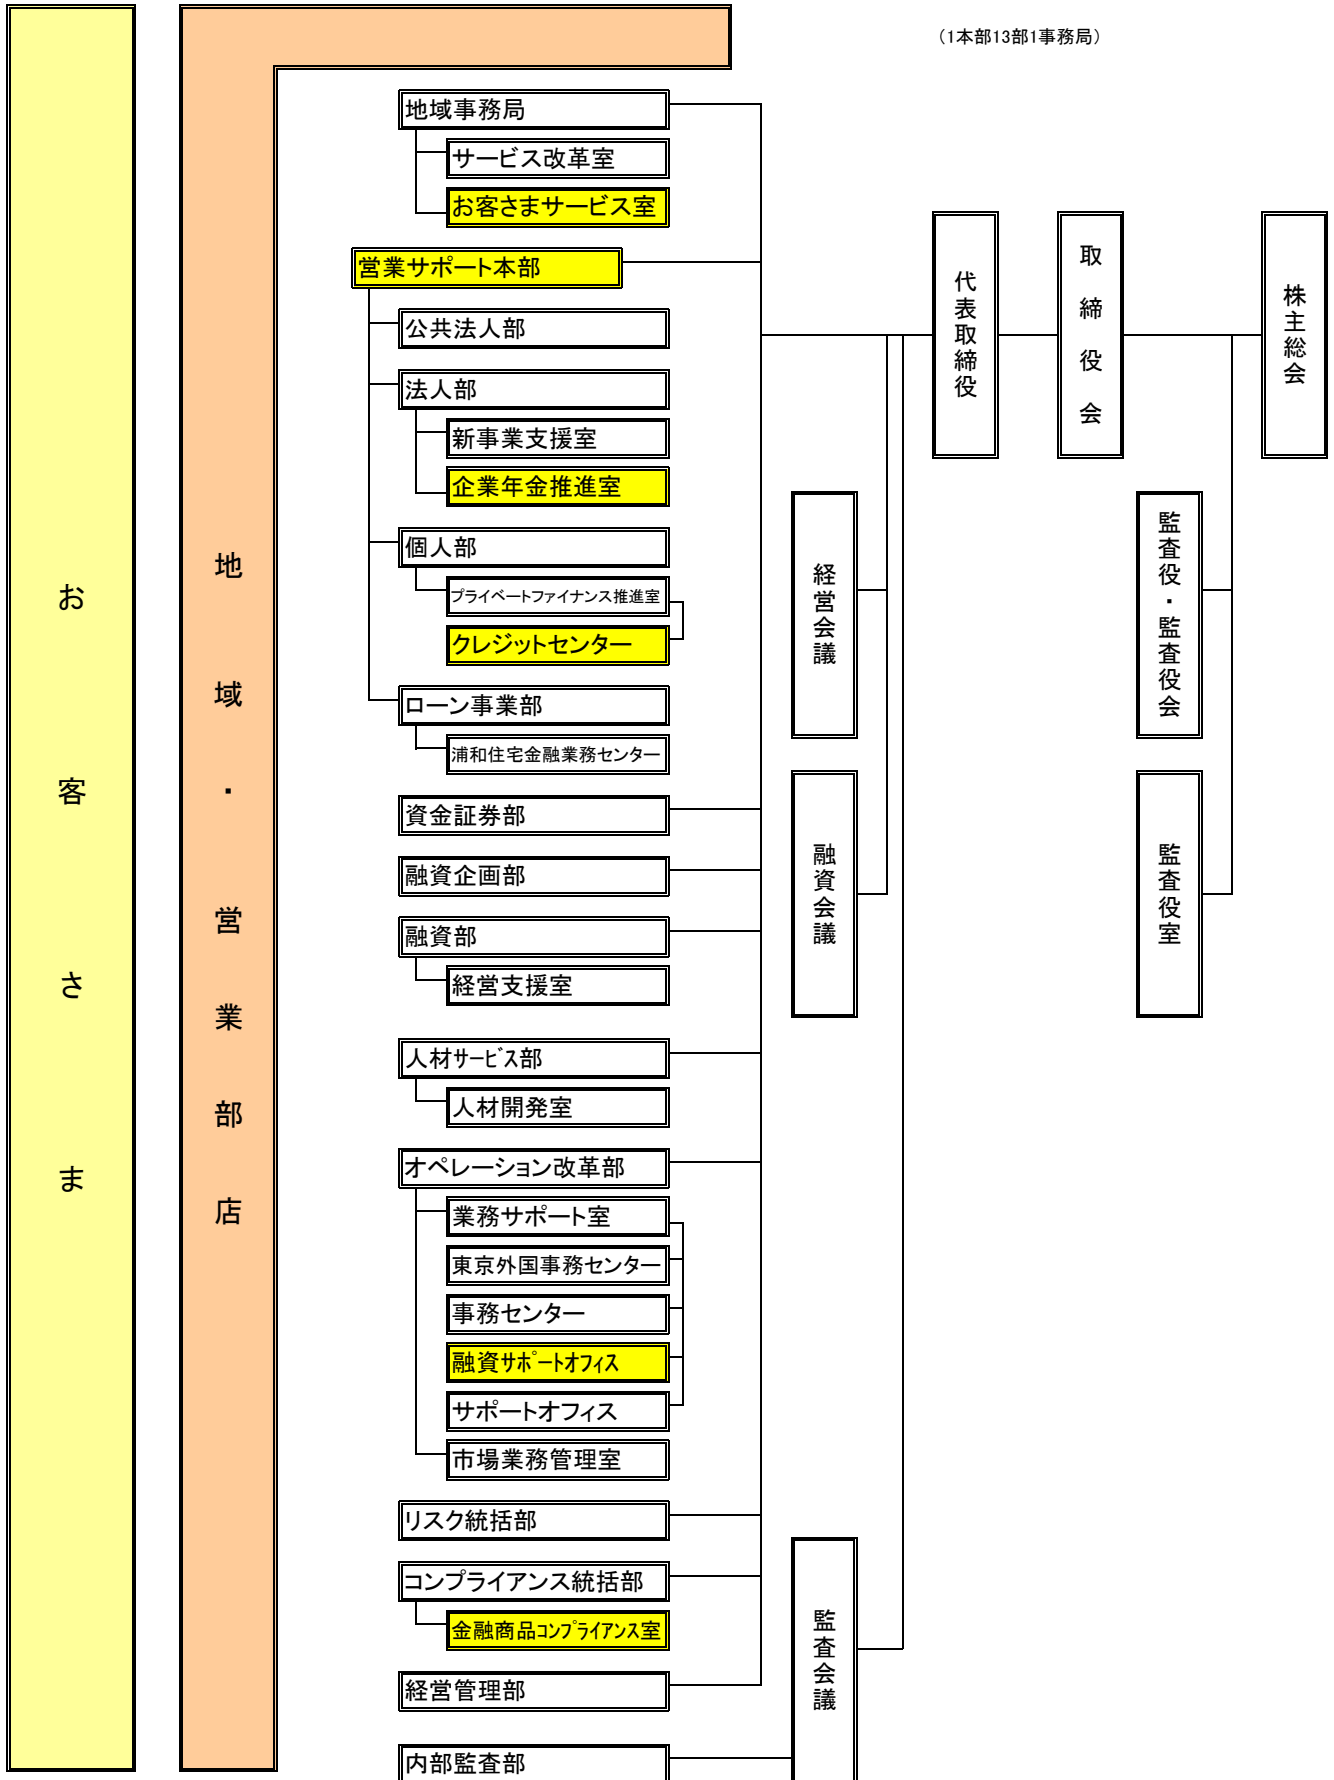 （1本部13部1事務局）
お客さま
地域・営業部店
地域事務局
サービス改革室
お客さまサービス室
営業サポート本部
公共法人部
法人部
新事業支援室
企業年金推進室
個人部
プライベートファイナンス推進室
クレジットセンター
ローン事業部
浦和住宅金融業務センター
資金証券部
融資企画部
融資部
経営支援室
人材ｻｰﾋﾞｽ部
人材開発室
オペレーション改革部
業務サポート室
東京外国事務センター
事務センター
融資ｻﾎﾟｰﾄｵﾌｨｽ
サポートオフィス
市場業務管理室
リスク統括部
コンプライアンス統括部
金融商品ｺﾝﾌﾟﾗｲｱﾝｽ室
経営管理部
内部監査部
経営会議
融資会議
監査会議
代表取締役
取締役会
監査役・監査役会
監査役室
株主総会